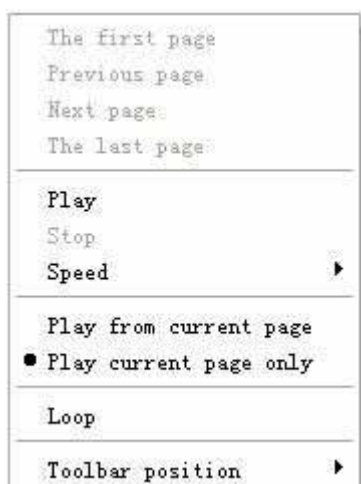 The first page
Previous page
Next page
The last page
Play
Stop
Speed
Play from current page
Play current page only
Loop
Toolbar position